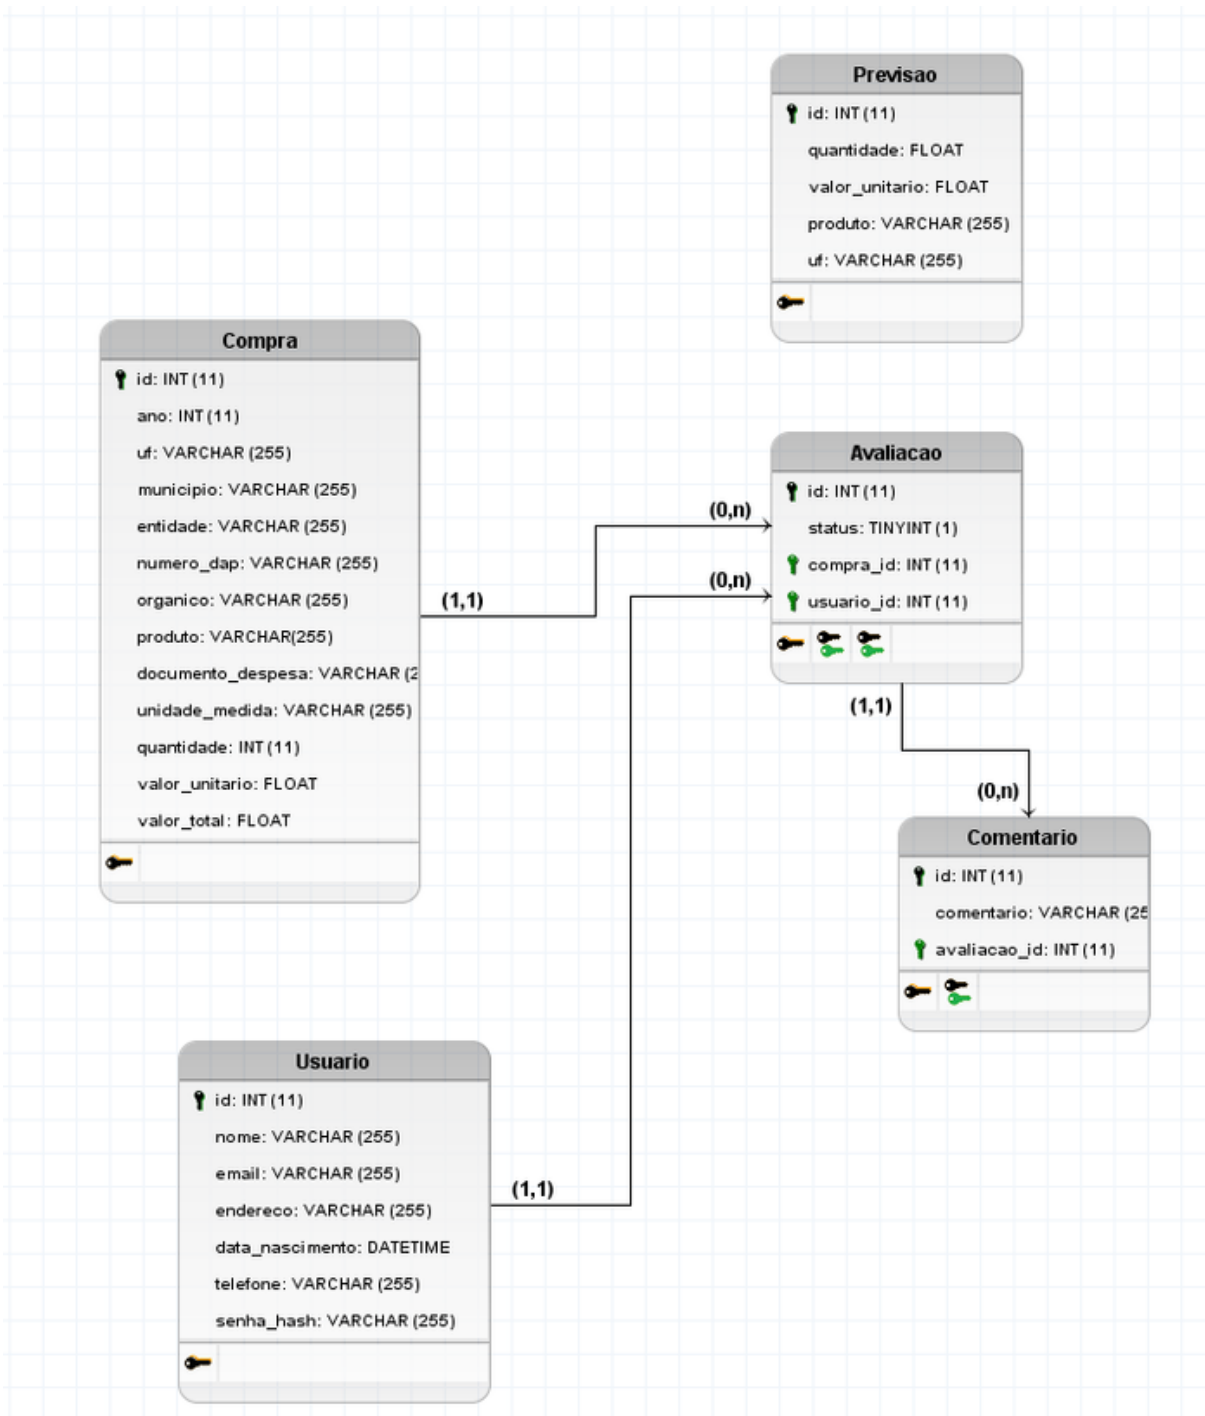 Previsao
id: INT (11)
quantidade: FLOAT
valor_unitario: FLOAT
produto: VARCHAR (255)
uf: VARCHAR (255)
Compra
id: INT (11)
ano: INT (11)
uf: VARCHAR (255)
municipio: VARCHAR (255)
entidade: VARCHAR (255)
numero_dap: VARCHAR (255)
organico: VARCHAR (255)
produto: VARCHAR(255)
documento_despesa: VARCHAR (2
unidade_medida: VARCHAR (255)
quantidade: INT (11)
valor_unitario: FLOAT
valor_total: FLOAT
(1,1)
(0,n)
(0,n)
Avaliacao
id: INT (11)
status: TINYINT (1)
compra_id: INT (11)
usuario_id: INT (11)
(1,1)
(0,n)
Comentario
id: INT (11)
comentario: VARCHAR (25
avaliacao_id: INT (11)
Usuario
id: INT (11)
nome: VARCHAR (255)
email: VARCHAR (255)
endereco: VARCHAR (255)
data_nascimento: DATETIME
telefone: VARCHAR (255)
senha_hash: VARCHAR (255)
(1,1)